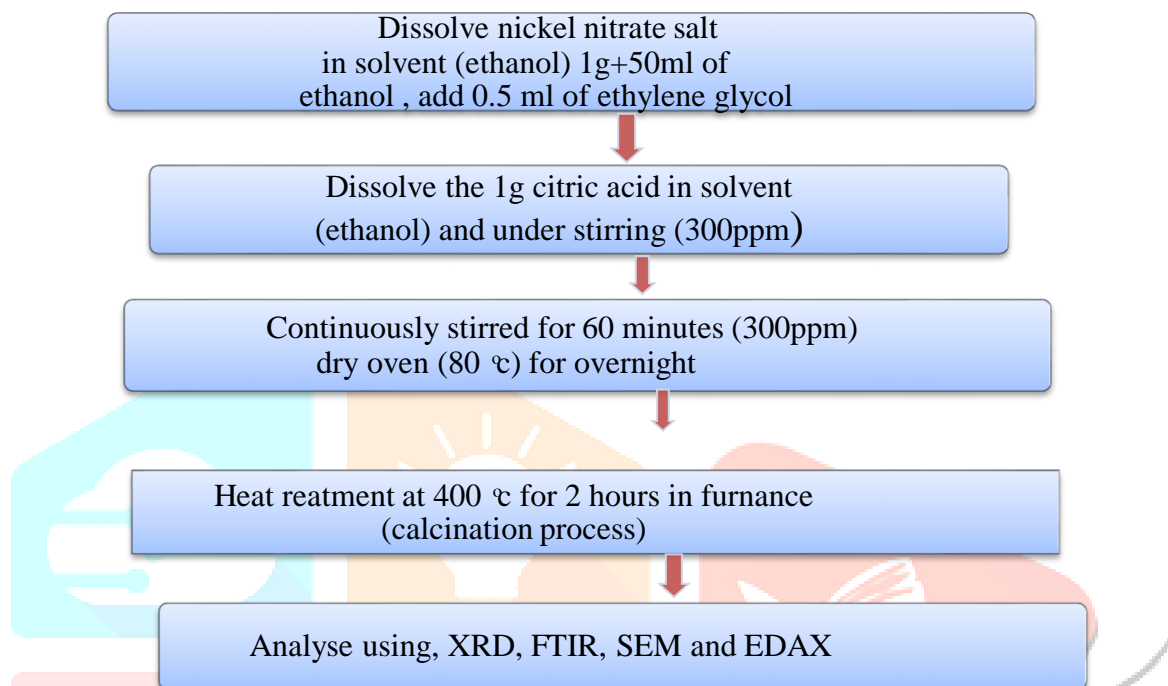 Dissolve nickel nitrate salt
in solvent (ethanol) 1g+50ml of
ethanol , add 0.5 ml of ethylene glycol
Dissolve the 1g citric acid in solvent
(ethanol) and under stirring (300ppm)
Continuously stirred for 60 minutes (300ppm)
dry oven (80 ℃) for overnight
Heat reatment at 400 ℃ for 2 hours in furnance
(calcination process)
Analyse using, XRD, FTIR, SEM and EDAX